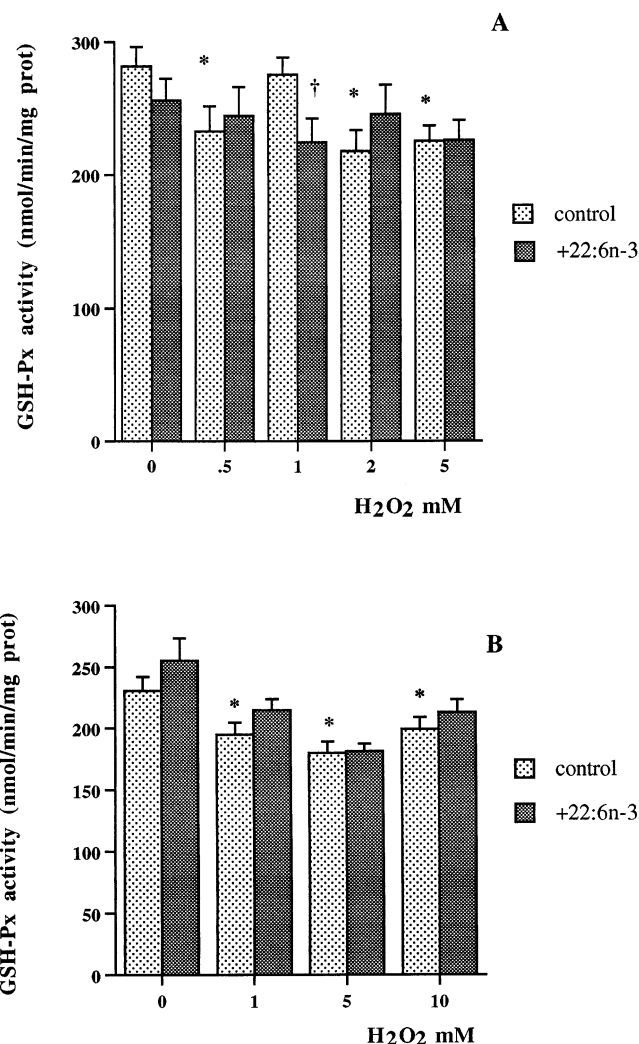 A
GSH-Px activity (nmol/min/mg prot)
300
200
100
0
*
†
*
*
0 .5 1 2 5
H2O2 mM
control
+22:6n-3
B
GSH-Px activity (nmol/min/mg prot)
300
250
200
150
100
50
0
*
*
*
0 1 5 10
H2O2 mM
control
+22:6n-3